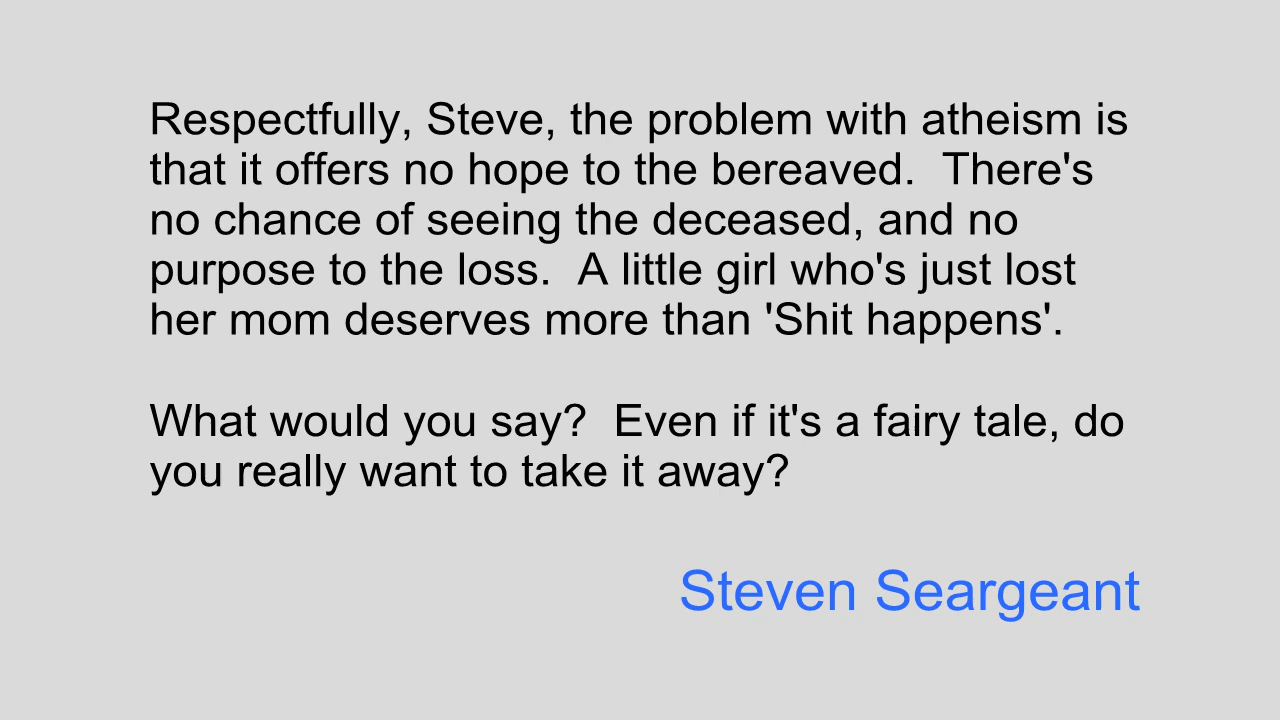 Respectfully, Steve, the problem with atheism is
that it offers no hope to the bereaved.  There's
no chance of seeing the deceased, and no
purpose to the loss.  A little girl who's just lost
her mom deserves more than 'Shit happens'.
What would you say?  Even if it's a fairy tale, do
you really want to take it away?
Steven Seargeant